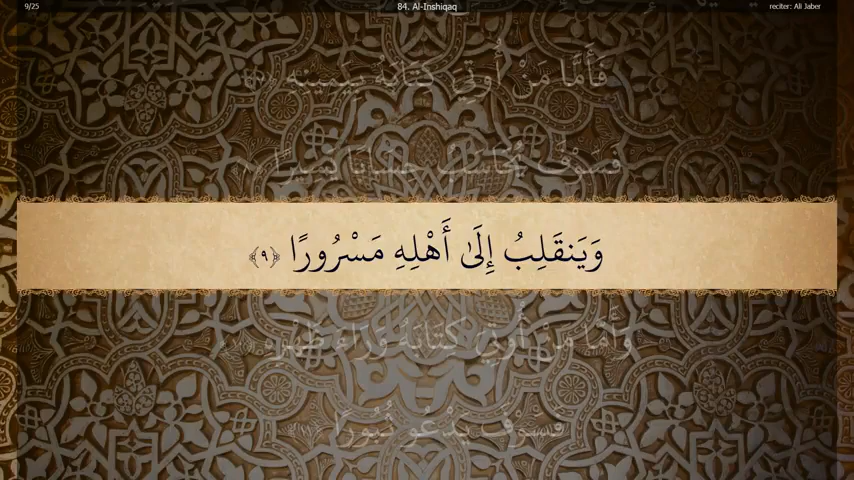 9/25
84. Al-Inshiqaq
reciter: Ali Jaber
فَأَمَّا مَنْ أُوتِيَ كِتَابَهُ بِيَمِينِهِ
فَسَوْفَ يُحَاسَبُ حِسَابًا يَسِيرًا
وَيَنقَلِبُ إِلَىٰ أَهْلِهِ مَسْرُورًا ﴿٩﴾
وَأَمَّا مَنْ أُوتِيَ كِتَابَهُ وَرَاءَ ظَهْرِهِ
فَسَوْفَ يَدْعُو ثُبُورًا